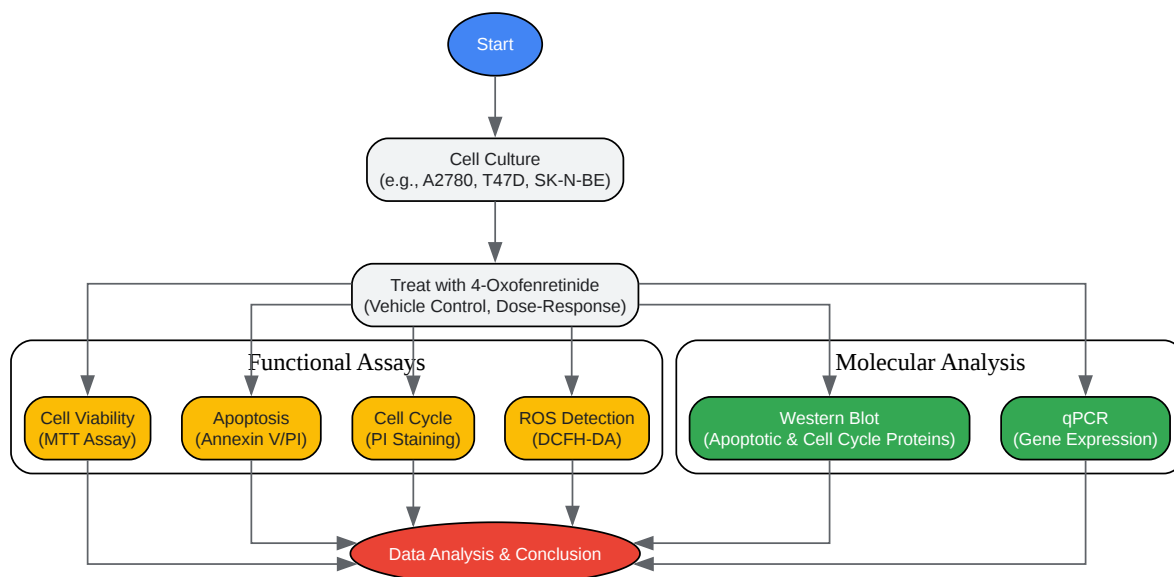 Start
Cell Culture
(e.g., A2780, T47D, SK-N-BE)
Treat with 4-Oxofenretinide
(Vehicle Control, Dose-Response)
Functional Assays
Cell Viability
(MTT Assay)
Apoptosis
(Annexin V/PI)
Cell Cycle
(PI Staining)
ROS Detection
(DCFH-DA)
Molecular Analysis
Western Blot
(Apoptotic & Cell Cycle Proteins)
qPCR
(Gene Expression)
Data Analysis & Conclusion